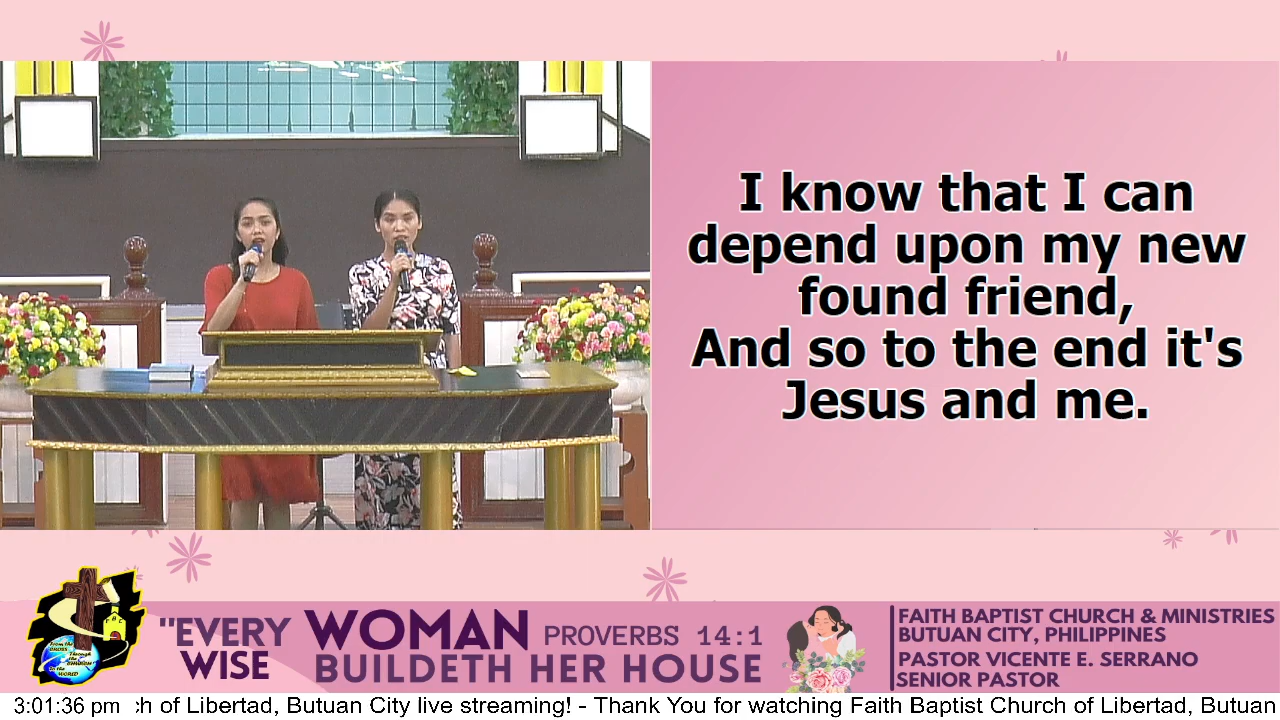 I know that I can
depend upon my new
found friend,
And so to the end it's
Jesus and me.
"EVERY WOMAN PROVERBS 14:1
WISE BUILDETH HER HOUSE
FAITH BAPTIST CHURCH & MINISTRIES
BUTUAN CITY, PHILIPPINES
PASTOR VICENTE E. SERRANO
SENIOR PASTOR
3:01:36 pm :h of Libertad, Butuan City live streaming! - Thank You for watching Faith Baptist Church of Libertad, Butuan